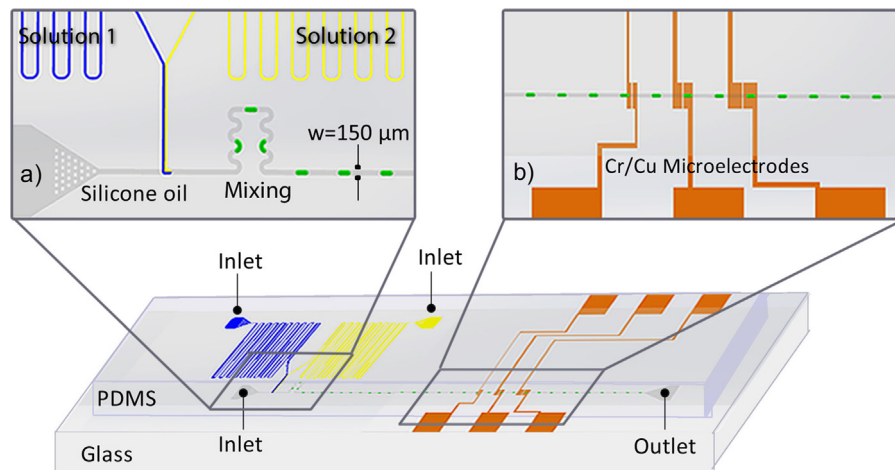 Solution 1
Solution 2
w=150 µm
a)
Silicone oil
Mixing
b)
Cr/Cu Microelectrodes
Inlet
Inlet
PDMS
Inlet
Outlet
Glass